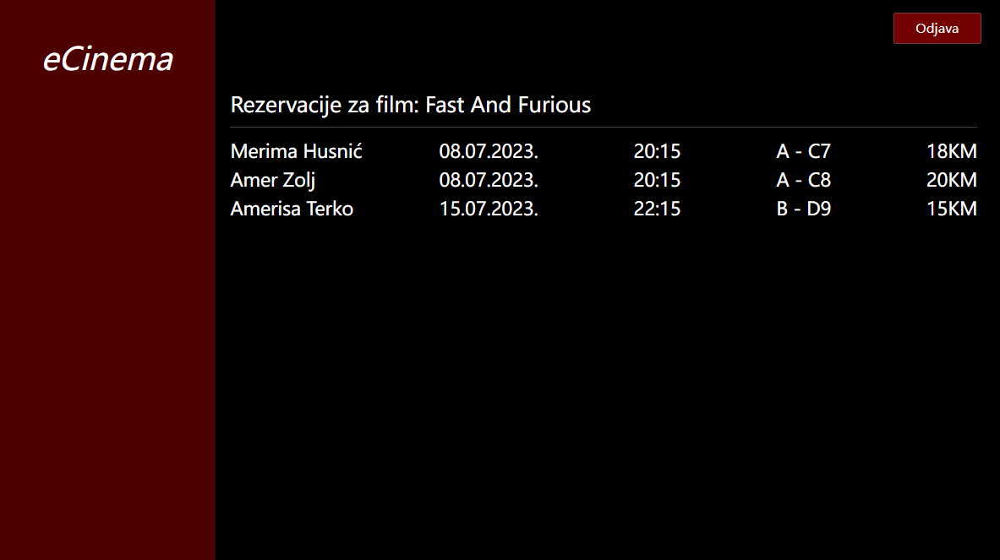 eCinema
Odjava
Rezervacije za film: Fast And Furious
Merima Husnić 08.07.2023. 20:15 A - C7 18KM
Amer Zolj 08.07.2023. 20:15 A - C8 20KM
Amerisa Terko 15.07.2023. 22:15 B - D9 15KM